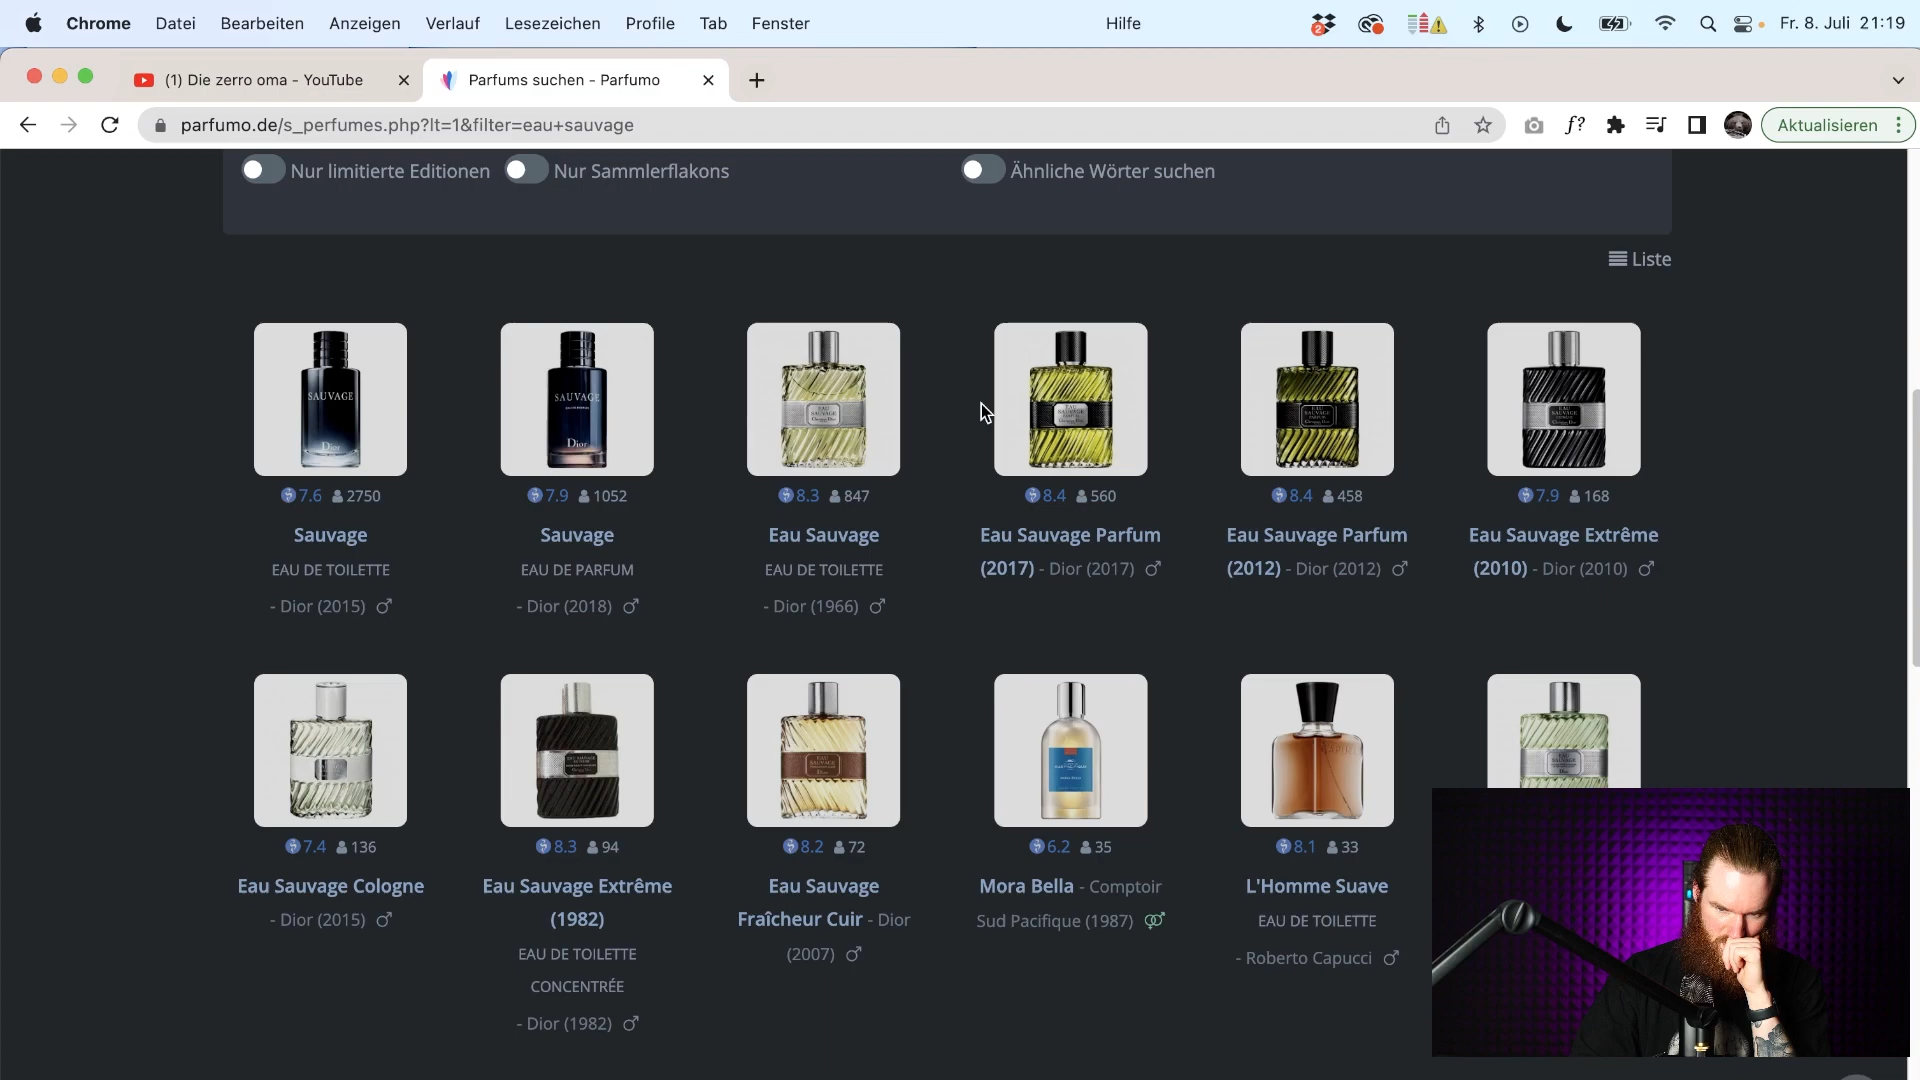 Chrome Datei Bearbeiten Anzeigen Verlauf Lesezeichen Profile Tab Fenster Hilfe 2 Fr. 8. Juli 21:19
(1) Die zerro oma - YouTube Parfums suchen - Parfumo
parfumo.de/s_perfumes.php?lt=1&filter=eau+sauvage f? Aktualisieren
Nur limitierte Editionen Nur Sammlerflakons Ähnliche Wörter suchen
Liste
SAUVAGE
Dior
SAUVAGE
Dior
7.6 2750
Sauvage
EAU DE TOILETTE
- Dior (2015)
7.9 1052
Sauvage
EAU DE PARFUM
- Dior (2018)
8.3 847
Eau Sauvage
EAU DE TOILETTE
- Dior (1966)
8.4 560
Eau Sauvage Parfum
(2017) - Dior (2017)
8.4 458
Eau Sauvage Parfum
(2012) - Dior (2012)
7.9 168
Eau Sauvage Extrême
(2010) - Dior (2010)
7.4 136
Eau Sauvage Cologne
- Dior (2015)
8.3 94
Eau Sauvage Extrême
(1982)
EAU DE TOILETTE
CONCENTRÉE
- Dior (1982)
8.2 72
Eau Sauvage
Fraîcheur Cuir - Dior
(2007)
6.2 35
Mora Bella - Comptoir
Sud Pacifique (1987)
8.1 33
L'Homme Suave
EAU DE TOILETTE
- Roberto Capucci